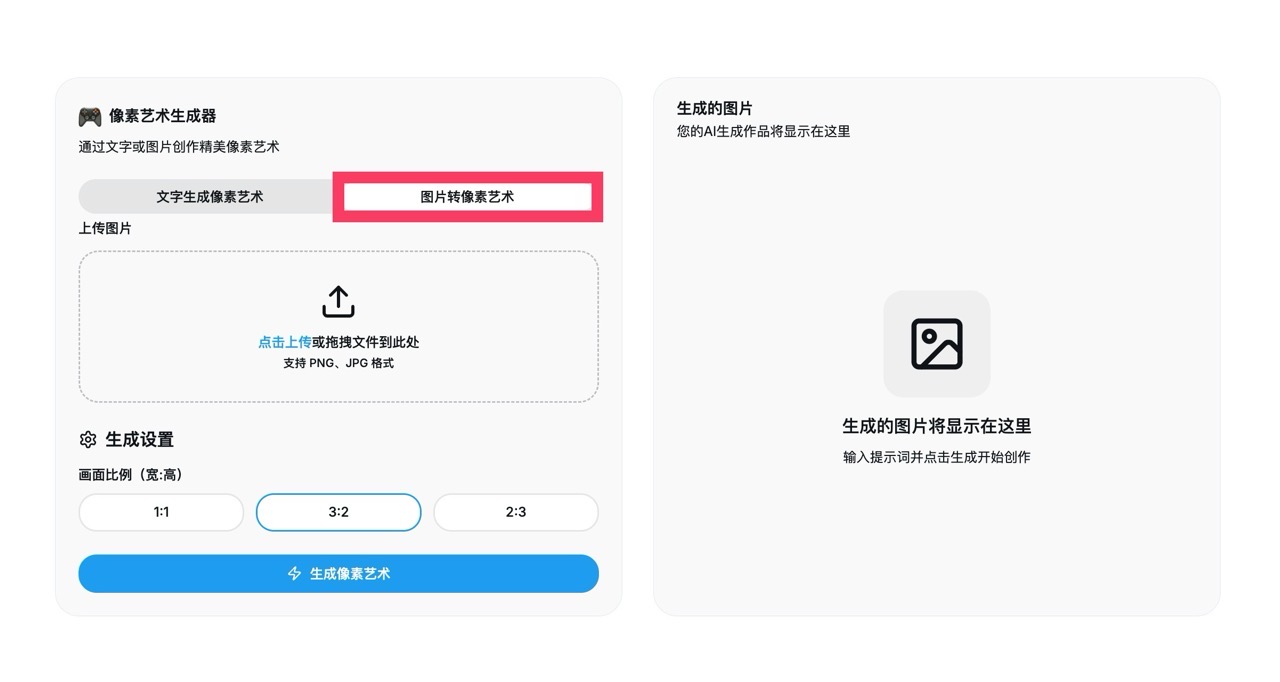 像素艺术生成器
通过文字或图片创作精美像素艺术
文字生成像素艺术
图片转像素艺术
上传图片
点击上传或拖拽文件到此处
支持 PNG、JPG 格式
生成设置
画面比例（宽:高）
1:1
3:2
2:3
生成像素艺术
生成的图片
您的AI生成作品将显示在这里
生成的图片将显示在这里
输入提示词并点击生成开始创作